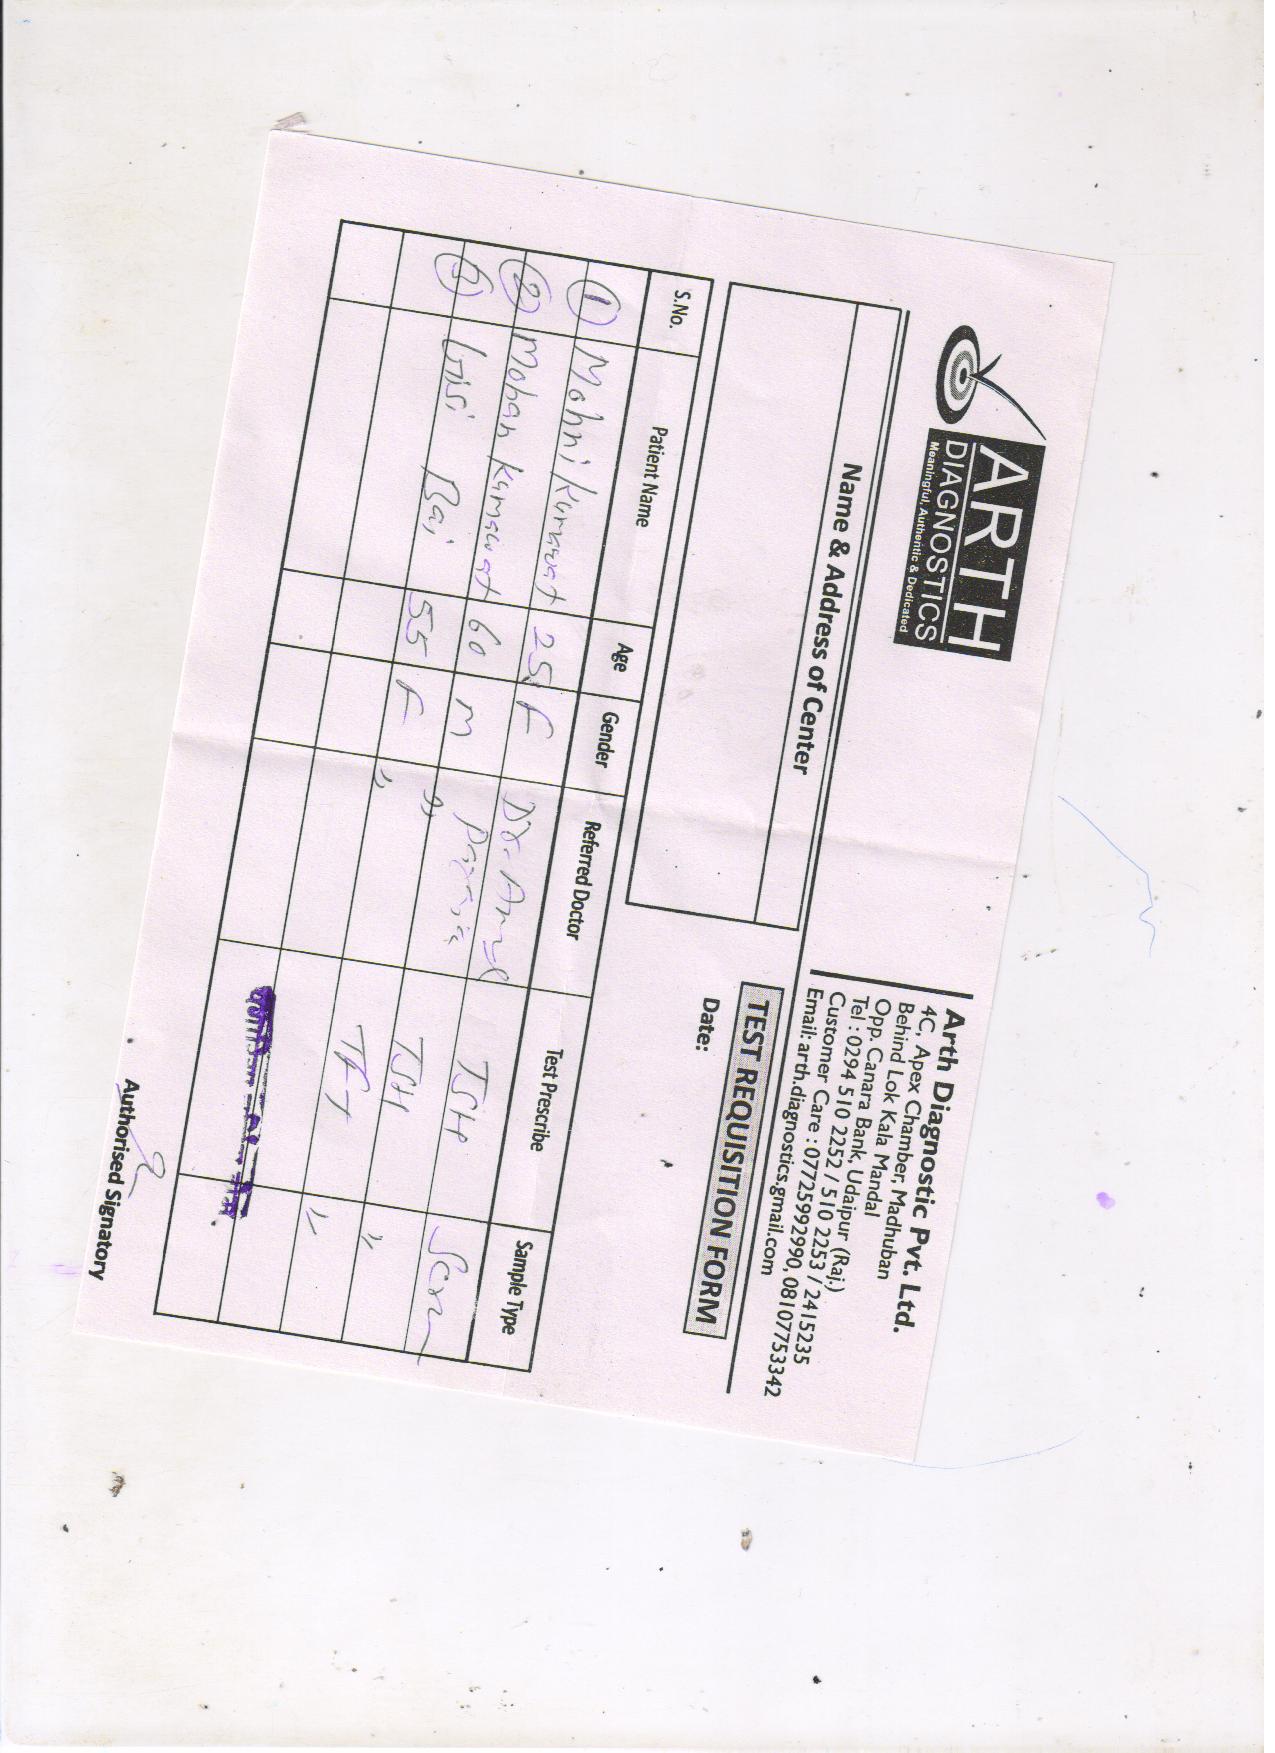 ARTH
DIAGNOSTICS
Meaningful, Authentic & Dedicated
Arth Diagnostic Pvt. Ltd.
4C, Apex Chamber, Madhuban
Behind Lok Kala Mandal
Opp. Canara Bank, Udaipur (Raj.)
Tel : 0294 510 2252 / 510 2253 / 2415235
Customer Care : 07725992990, 08107753342
Email: arth.diagnostics.gmail.com
Name & Address of Center
TEST REQUISITION FORM
Date:
S.No. Patient Name Age Gender Referred Doctor Test Prescribe Sample Type
1 Mohni Kumawat 25 F Dr. TSH
2 Mohan Kumawat 60 M " TSH "
3 Bai 55 F " TFT "
Authorised Signatory